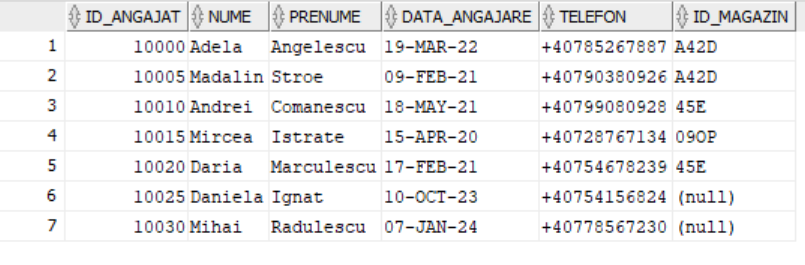 ID_ANGAJAT NUME PRENUME DATA_ANGAJARE TELEFON ID_MAGAZIN
1 10000 Adela Angelescu 19-MAR-22 +40785267887 A42D
2 10005 Madalin Stroe 09-FEB-21 +40790380926 A42D
3 10010 Andrei Comanescu 18-MAY-21 +40799080928 45E
4 10015 Mircea Istrate 15-APR-20 +40728767134 09OP
5 10020 Daria Marculescu 17-FEB-21 +40754678239 45E
6 10025 Daniela Ignat 10-OCT-23 +40754156824 (null)
7 10030 Mihai Radulescu 07-JAN-24 +40778567230 (null)